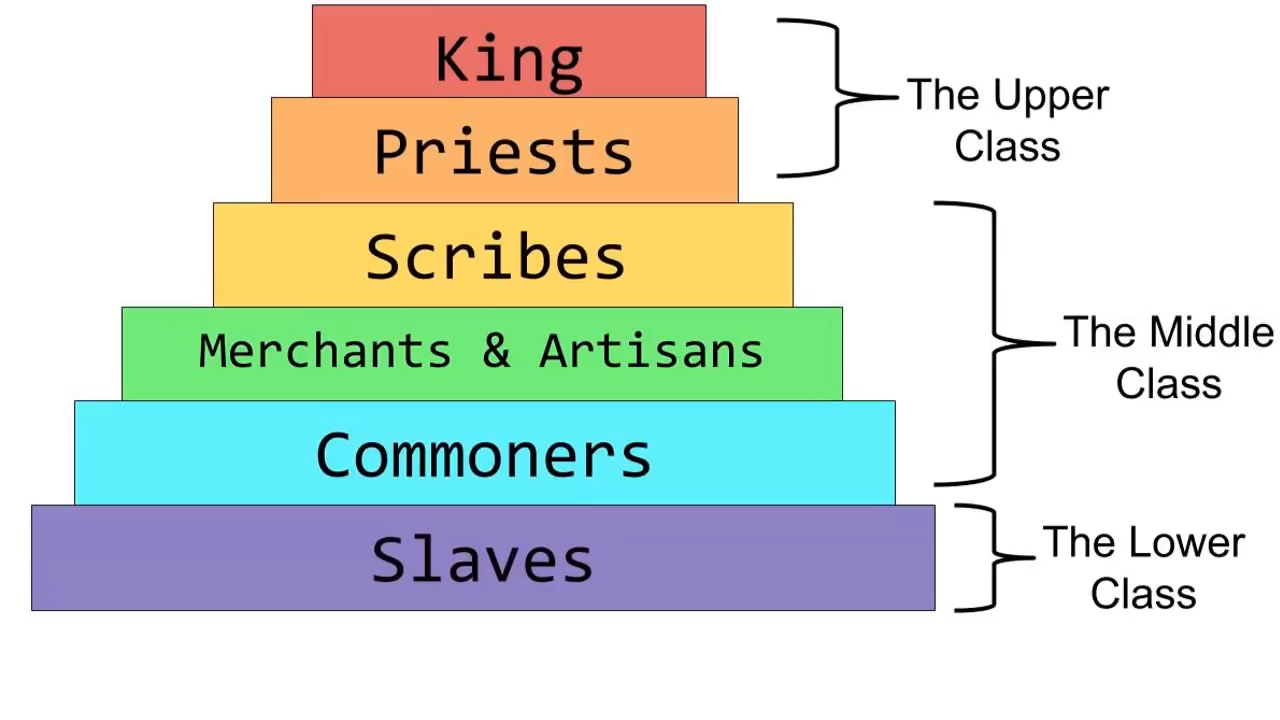 King
Priests
Scribes
Merchants & Artisans
Commoners
Slaves
The Upper
Class
The Middle
Class
The Lower
Class